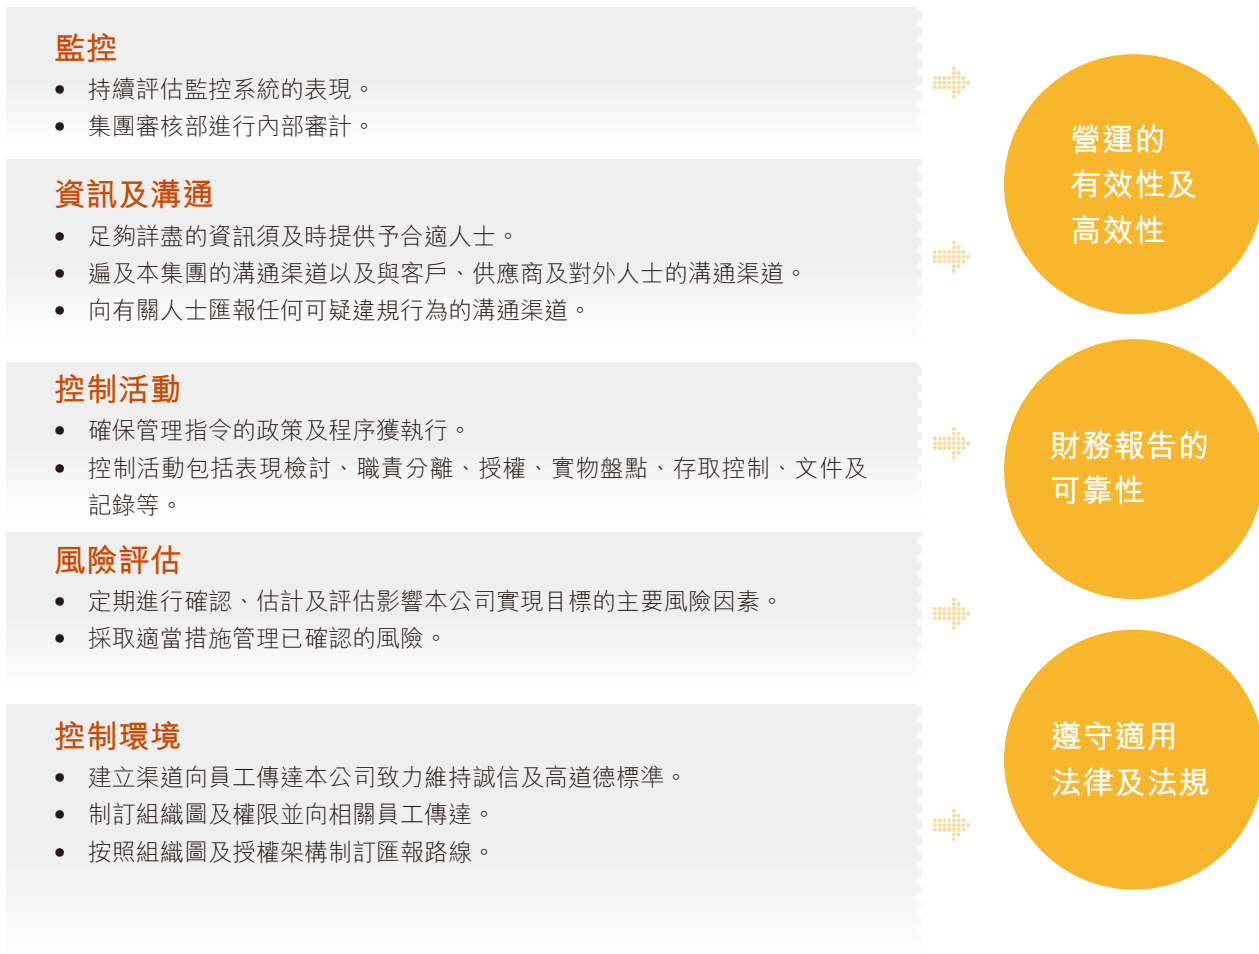 監控
• 持續評估監控系統的表現。
• 集團審核部進行內部審計。
資訊及溝通
• 足夠詳盡的資訊須及時提供予合適人士。
• 遍及本集團的溝通渠道以及與客戶、供應商及對外人士的溝通渠道。
• 向有關人士匯報任何可疑違規行為的溝通渠道。
控制活動
• 確保管理指令的政策及程序獲執行。
• 控制活動包括表現檢討、職責分離、授權、實物盤點、存取控制、文件及
記錄等。
風險評估
• 定期進行確認、估計及評估影響本公司實現目標的主要風險因素。
• 採取適當措施管理已確認的風險。
控制環境
• 建立渠道向員工傳達本公司致力維持誠信及高道德標準。
• 制訂組織圖及權限並向相關員工傳達。
• 按照組織圖及授權架構制訂匯報路線。
營運的
有效性及
高效性
財務報告的
可靠性
遵守適用
法律及法規